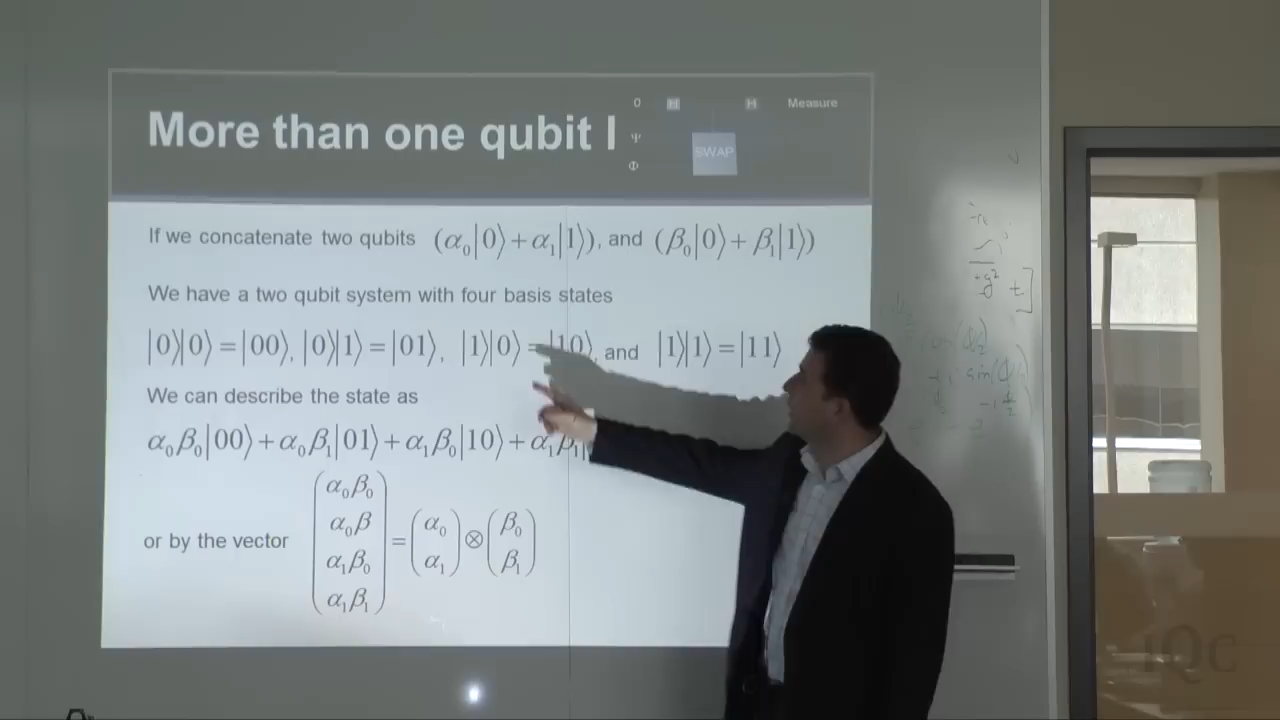 More than one qubit I
0 H H Measure
Ψ SWAP
Φ
If we concatenate two qubits (α₀|0⟩+α₁|1⟩), and (β₀|0⟩+β₁|1⟩)
We have a two qubit system with four basis states
|0⟩|0⟩=|00⟩, |0⟩|1⟩=|01⟩, |1⟩|0⟩=|10⟩, and |1⟩|1⟩=|11⟩
We can describe the state as
α₀β₀|00⟩+α₀β₁|01⟩+α₁β₀|10⟩+α₁β₁|
or by the vector
(α₀β₀
α₀β
α₁β₀
α₁β₁) = (α₀
α₁) ⊗ (β₀
β₁)
IQC